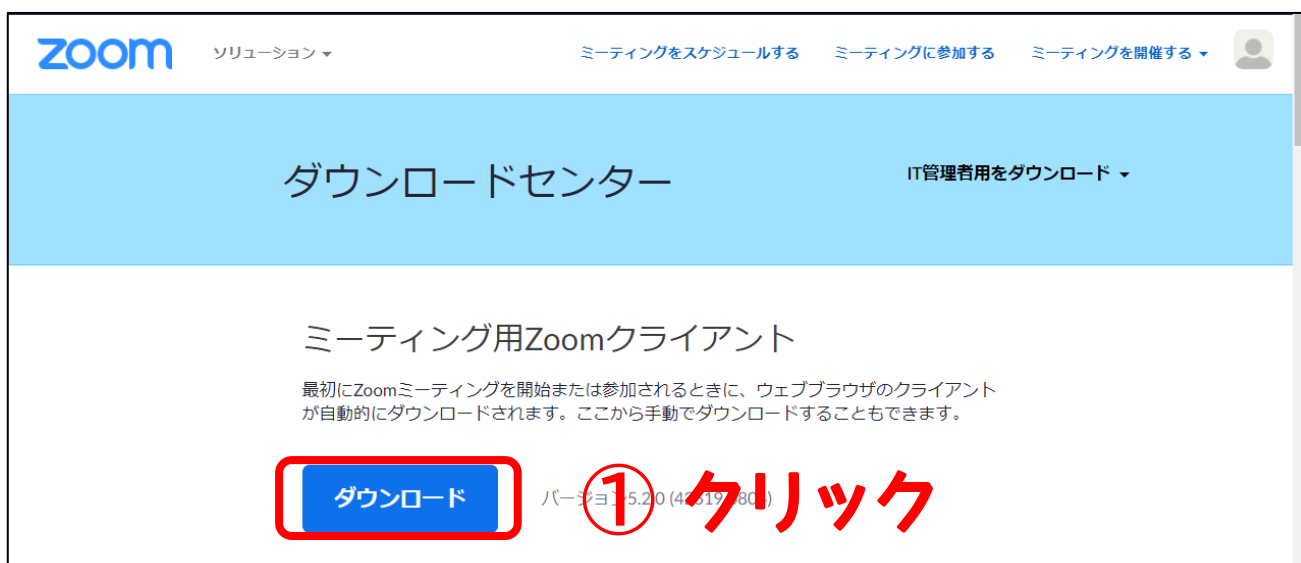 zoom ソリューション ミーティングをスケジュールする ミーティングに参加する ミーティングを開催する
ダウンロードセンター IT管理者用をダウンロード
ミーティング用Zoomクライアント
最初にZoomミーティングを開始または参加されるときに、ウェブブラウザのクライアント
が自動的にダウンロードされます。ここから手動でダウンロードすることもできます。
ダウンロード バージョン5.2.0
① クリック